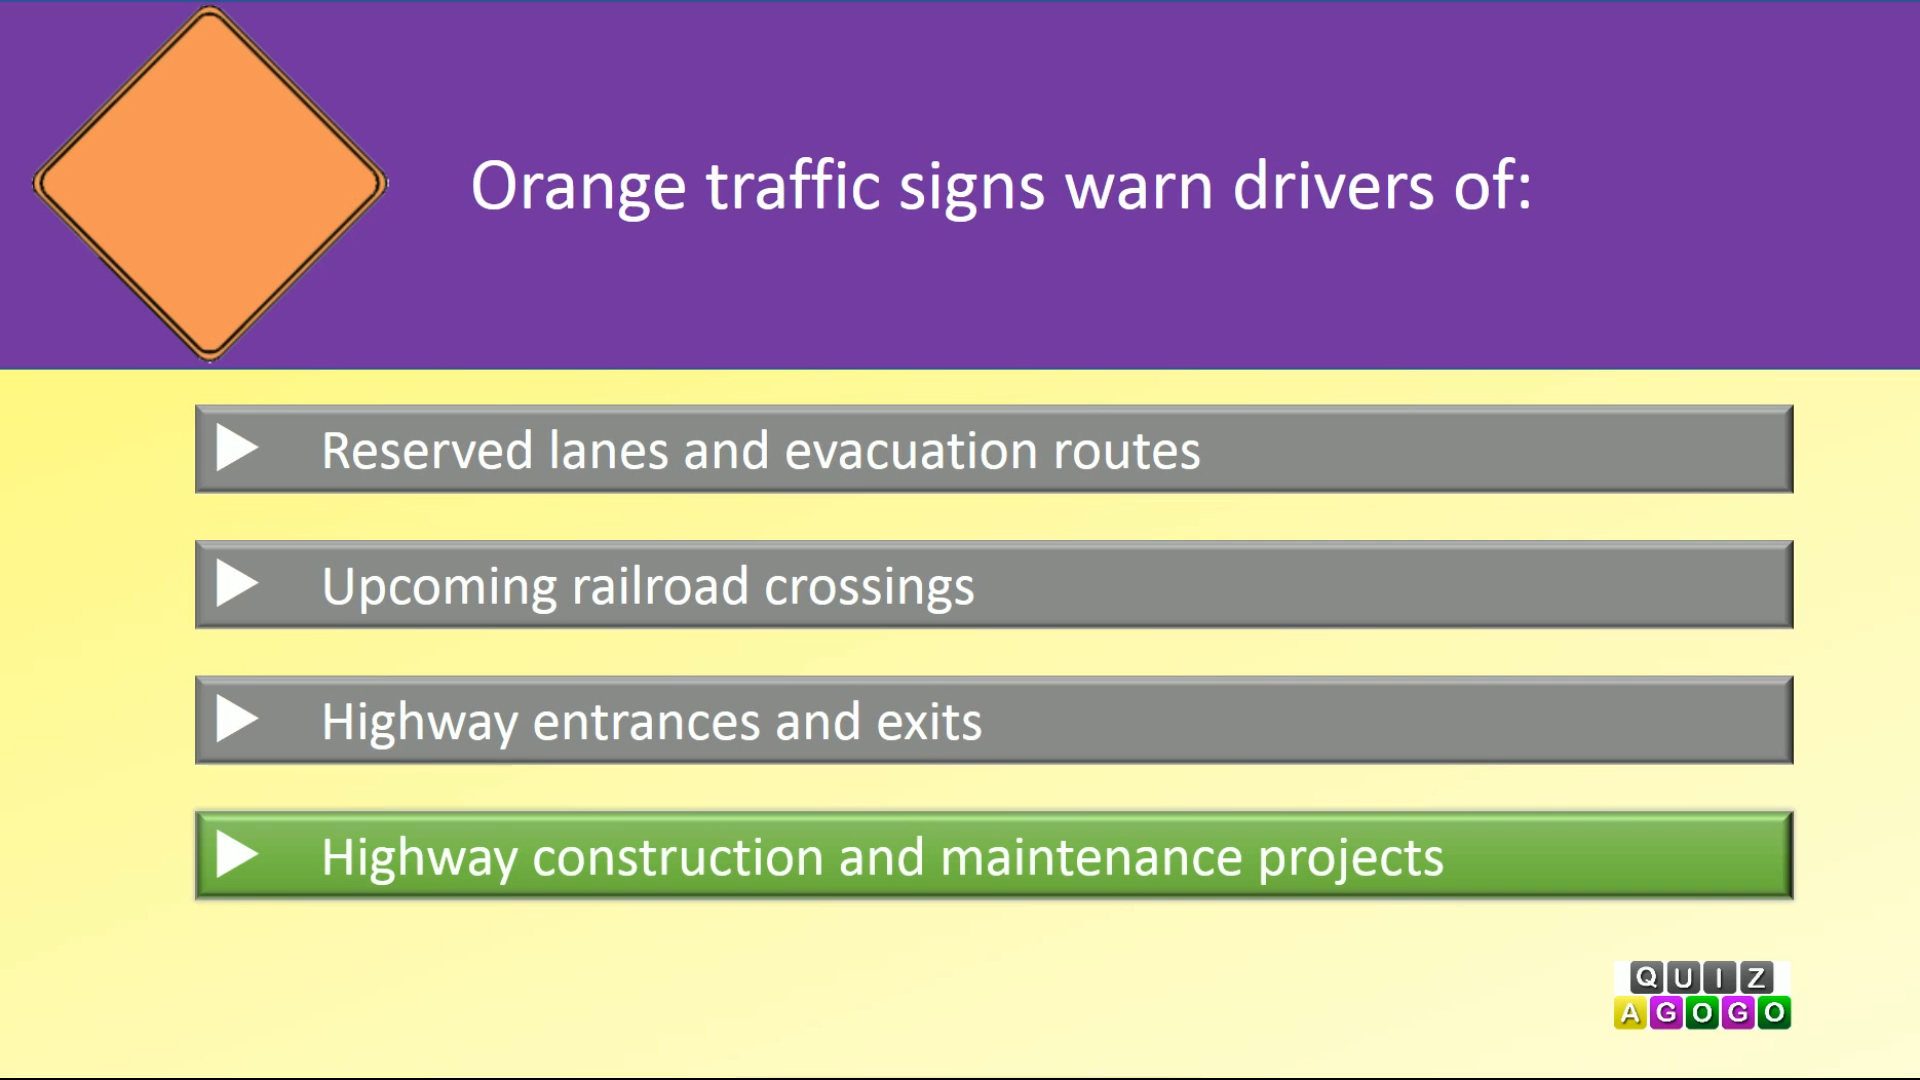 Orange traffic signs warn drivers of:
Reserved lanes and evacuation routes
Upcoming railroad crossings
Highway entrances and exits
Highway construction and maintenance projects
QUIZ
AGOGO